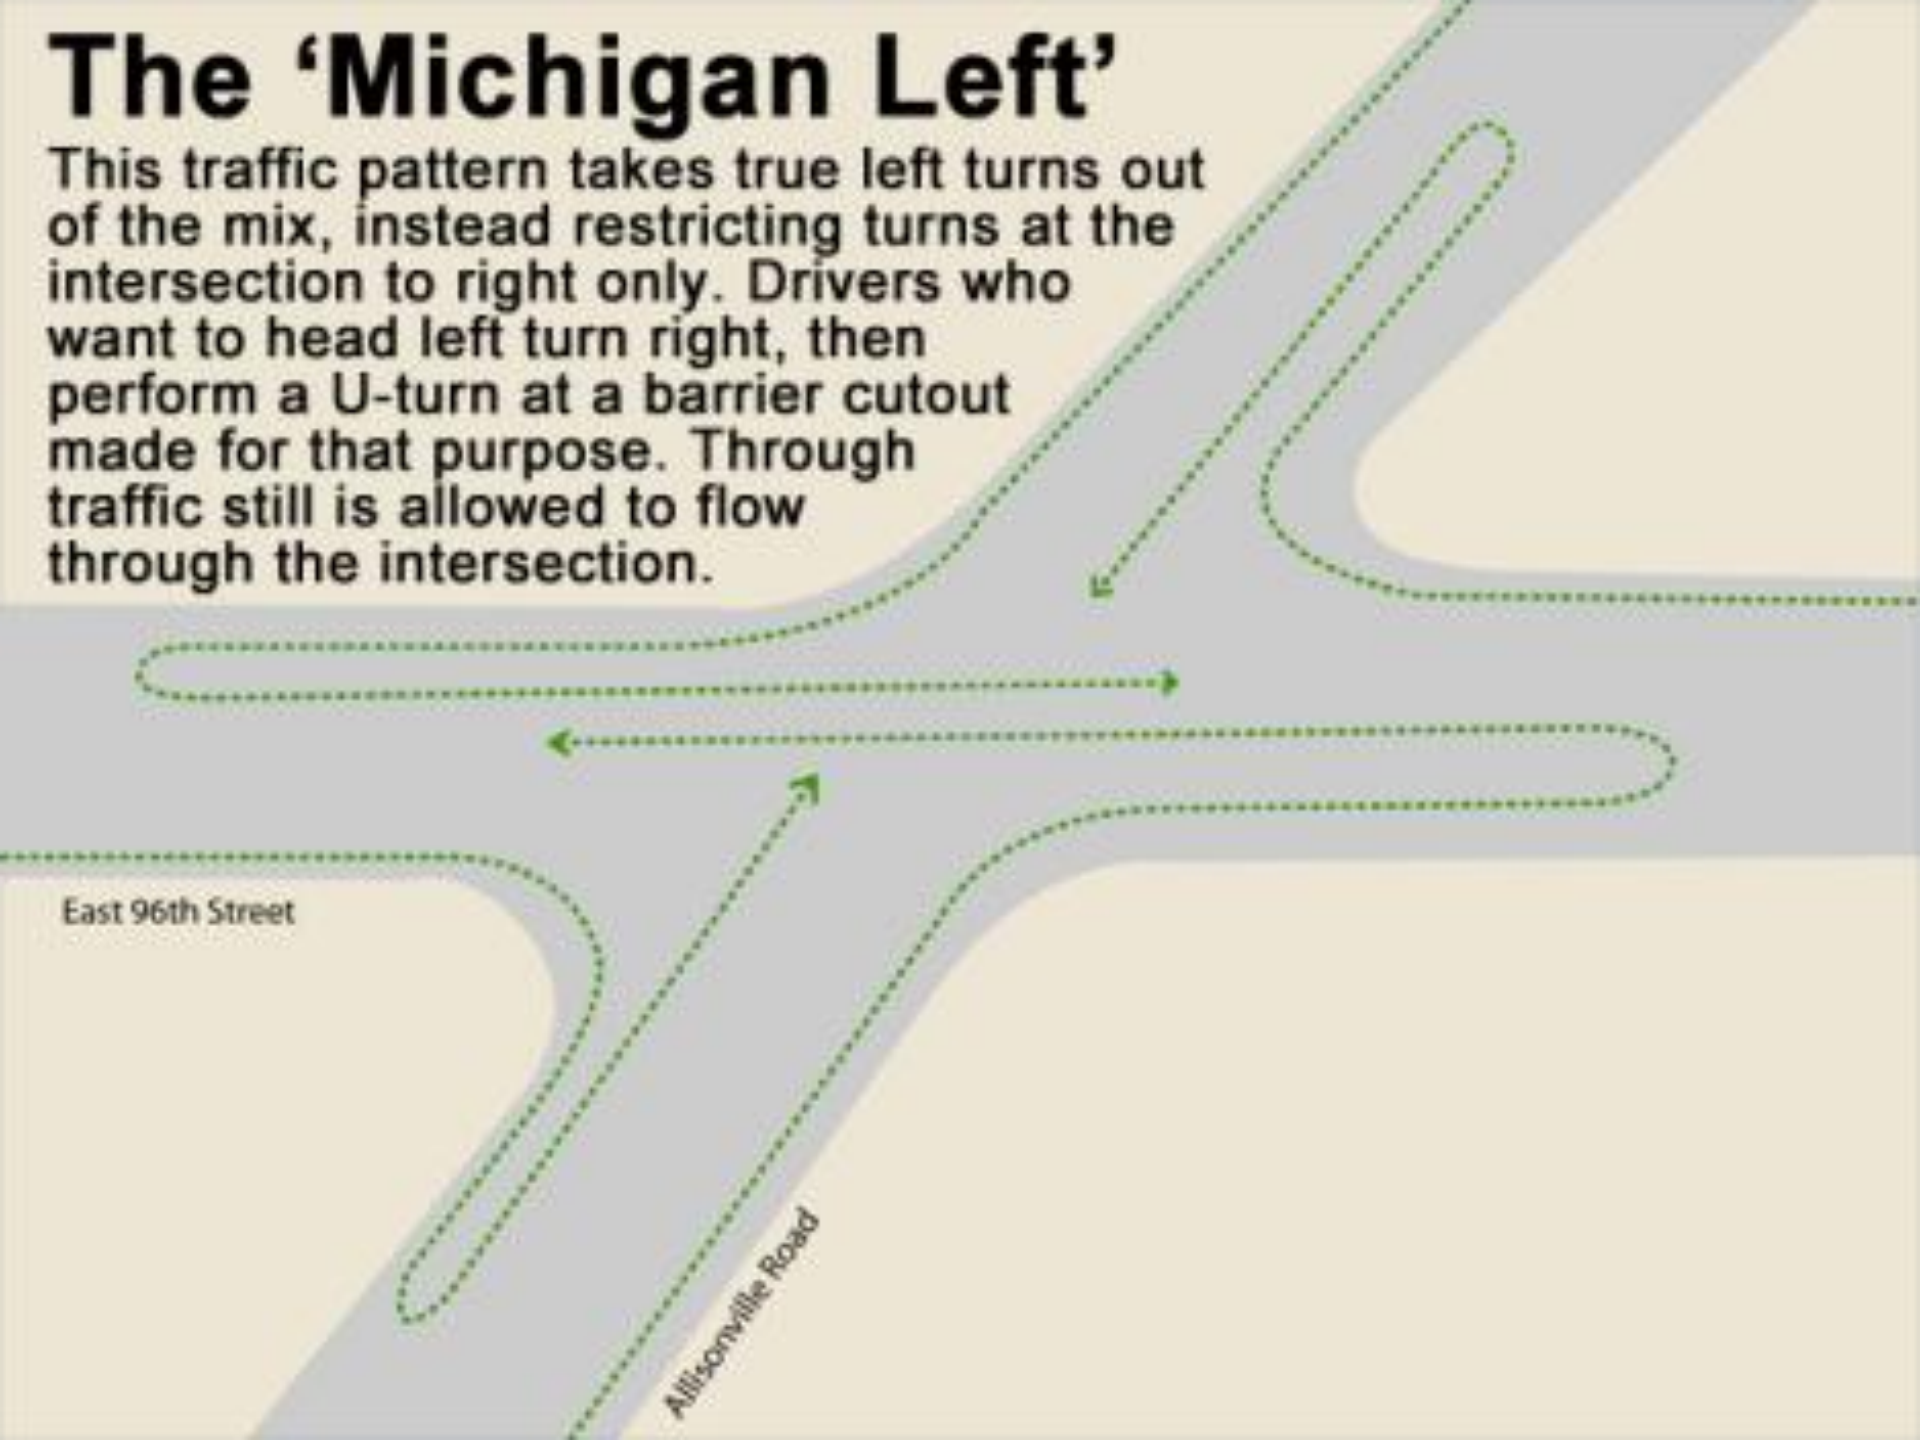 The ‘Michigan Left’
This traffic pattern takes true left turns out
of the mix, instead restricting turns at the
intersection to right only. Drivers who
want to head left turn right, then
perform a U-turn at a barrier cutout
made for that purpose. Through
traffic still is allowed to flow
through the intersection.
East 96th Street
Allisonville Road